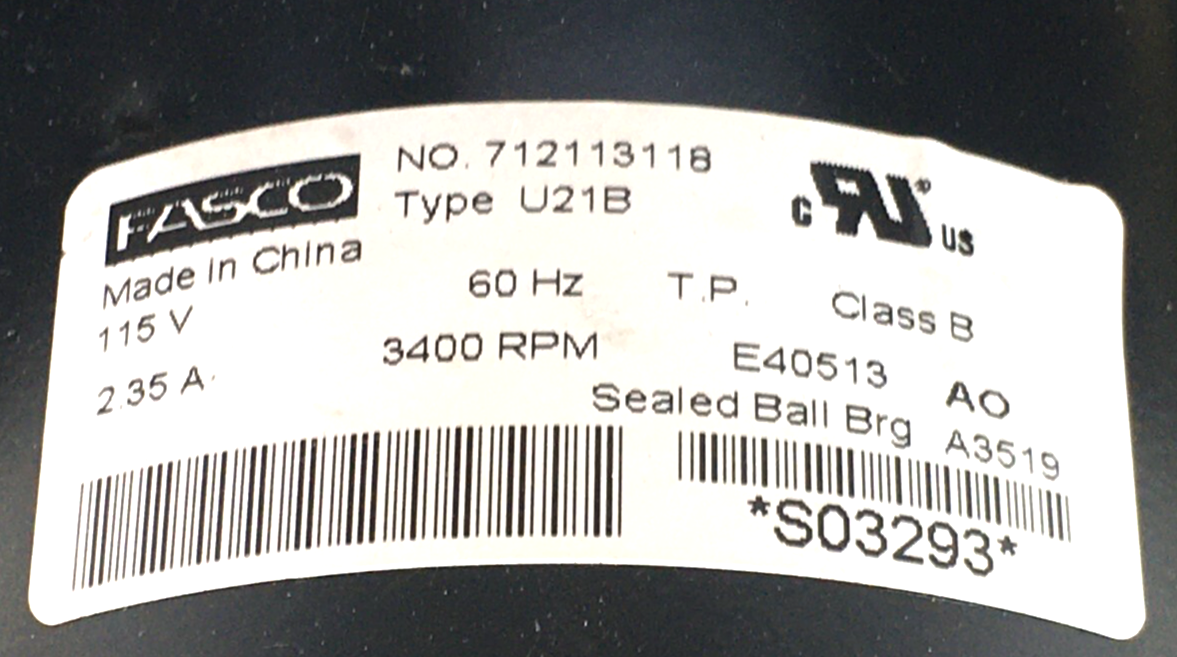 FASCO
NO. 712113118
Type U21B
Made In China
115 V
60 Hz
T.P.
Class B
2.35 A.
3400 RPM
E40513
AO
Sealed Ball Brg
A3519
*S03293*
c RU ® US